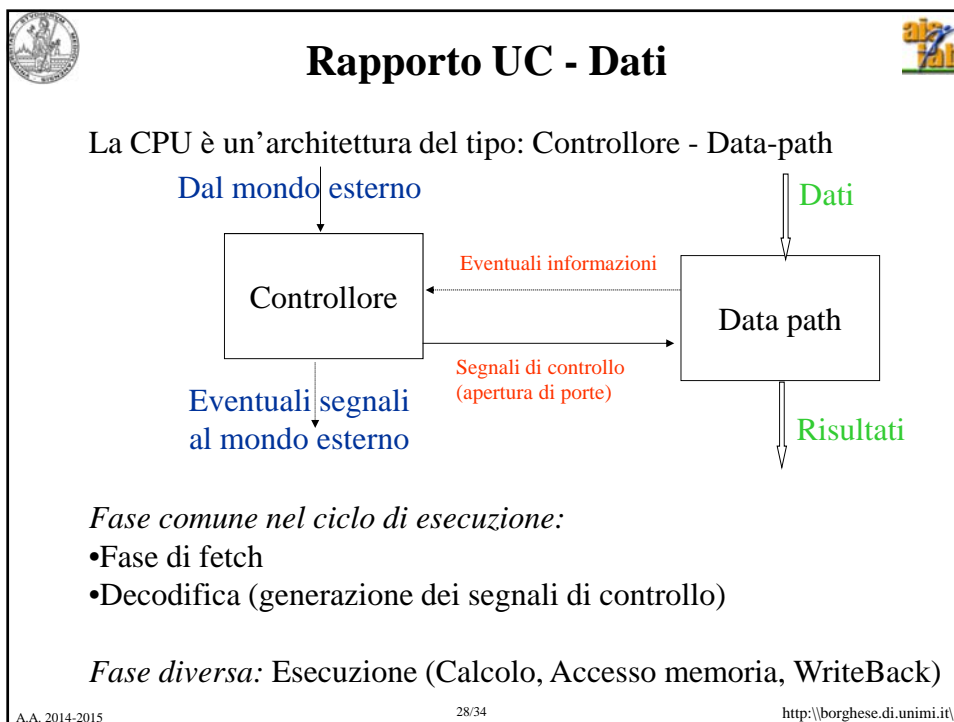 Rapporto UC - Dati
La CPU è un'architettura del tipo: Controllore - Data-path
Dal mondo esterno
Dati
Eventuali informazioni
Controllore
Data path
Segnali di controllo
(apertura di porte)
Eventuali segnali
al mondo esterno
Risultati
Fase comune nel ciclo di esecuzione:
•Fase di fetch
•Decodifica (generazione dei segnali di controllo)
Fase diversa: Esecuzione (Calcolo, Accesso memoria, WriteBack)
A.A. 2014-2015
28/34
http:\\borghese.di.unimi.it\